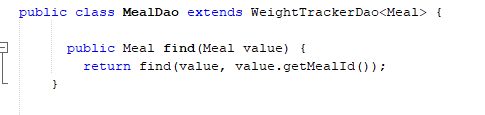 public class MealDao extends WeightTrackerDao<Meal> {
public Meal find(Meal value) {
return find(value, value.getMealId());
}